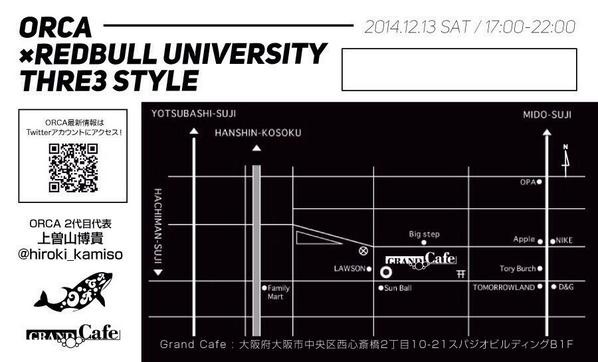 ORCA
×REDBULL UNIVERSITY
THRE3 STYLE
2014.12.13 SAT / 17:00-22:00
ORCA最新情報は
Twitterアカウントにアクセス!
ORCA 2代目代表
上曽山博貴
@hiroki_kamiso
GRAND Cafe
YOTSUBASHI-SUJI
HANSHIN-KOSOKU
MIDO-SUJI
HACHIMAN-SUJI
N
OPA
Big step
Apple
NIKE
GRAND Cafe
LAWSON
Tory Burch
Family
Mart
Sun Ball
TOMORROWLAND
D&G
Grand Cafe : 大阪府大阪市中央区西心斎橋2丁目10-21スパジオビルディングB1F